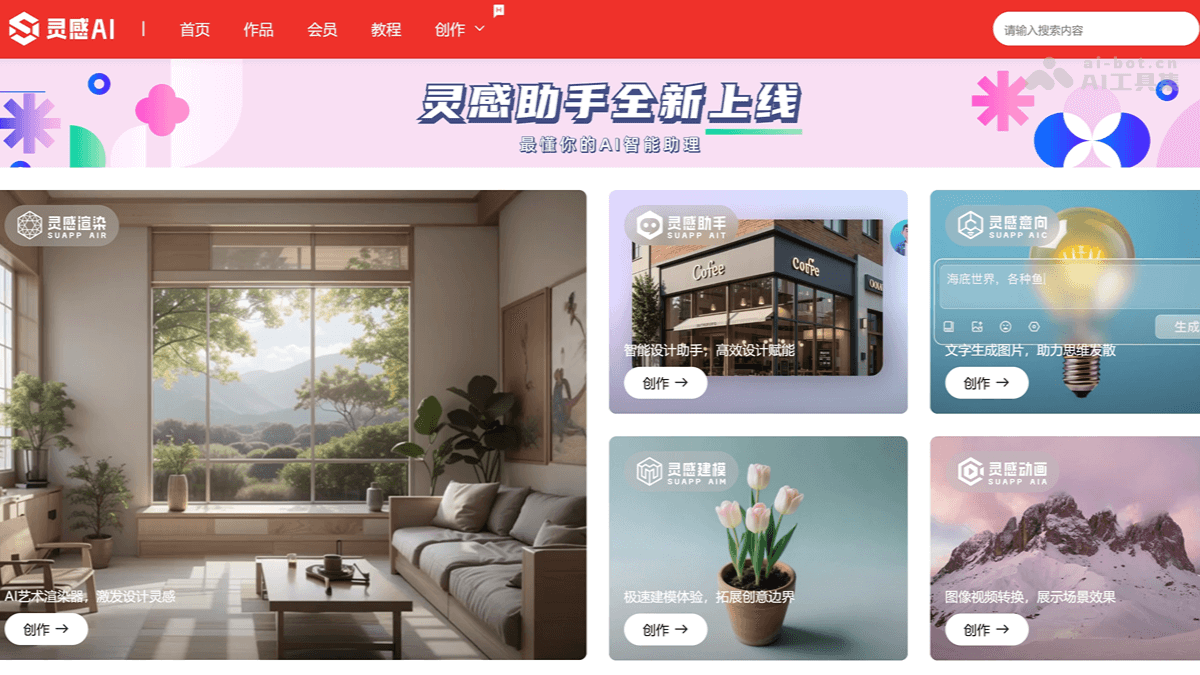 灵感AI
首页
作品
会员
教程
创作
请输入搜索内容
ai-bot.cn
AI工具集
灵感助手全新上线
最懂你的AI智能助理
灵感渲染
SUAPP AIR
AI艺术渲染器，激发设计灵感
创作 →
灵感助手
SUAPP AIT
Cofee
智能设计助手，高效设计赋能
创作 →
灵感意向
SUAPP AIC
海底世界，各种鱼
生成
文字生成图片，助力思维发散
创作 →
灵感建模
SUAPP AIM
极速建模体验，拓展创意边界
创作 →
灵感动画
SUAPP AIA
图像视频转换，展示场景效果
创作 →